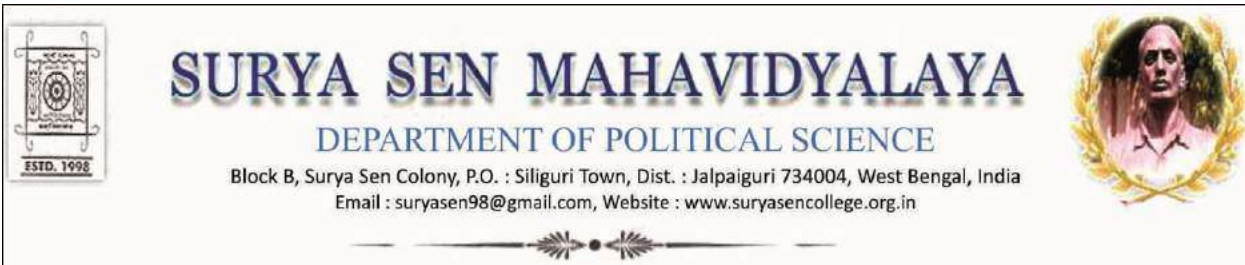 SURYA SEN MAHAVIDYALAYA
DEPARTMENT OF POLITICAL SCIENCE
Block B, Surya Sen Colony, P.O. : Siliguri Town, Dist. : Jalpaiguri 734004, West Bengal, India
Email : suryasen98@gmail.com, Website : www.suryasencollege.org.in
ESTD. 1998